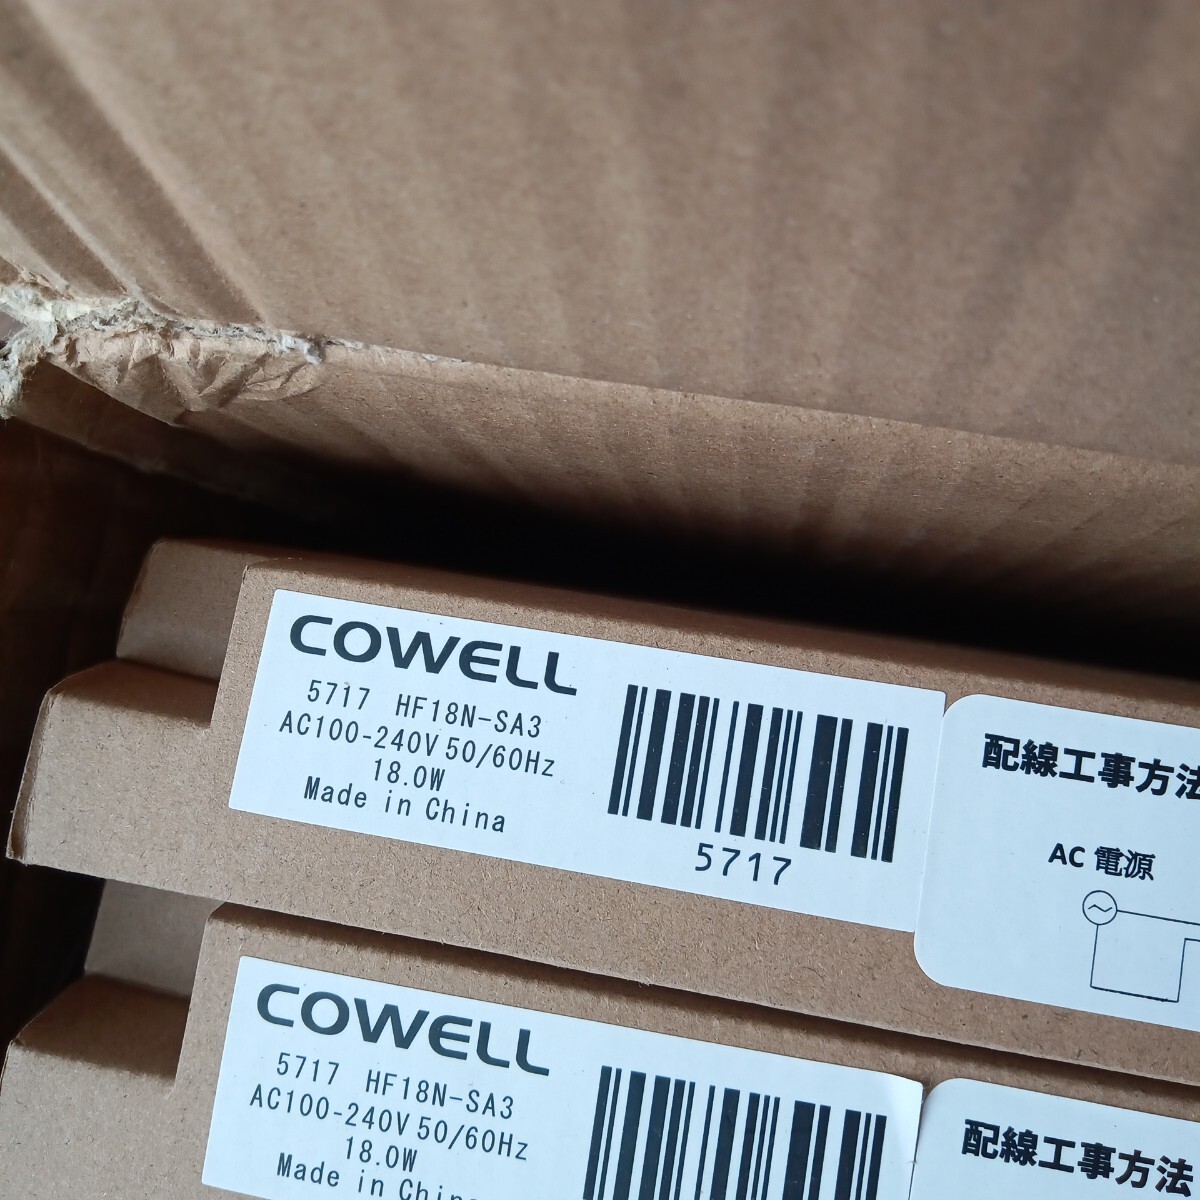 COWELL
5717 HF18N-SA3
AC100-240V 50/60Hz
18.0W
Made in China
5717
配線工事方法
AC 電源
COWELL
5717 HF18N-SA3
AC100-240V 50/60Hz
18.0W
Made in
配線工事方法